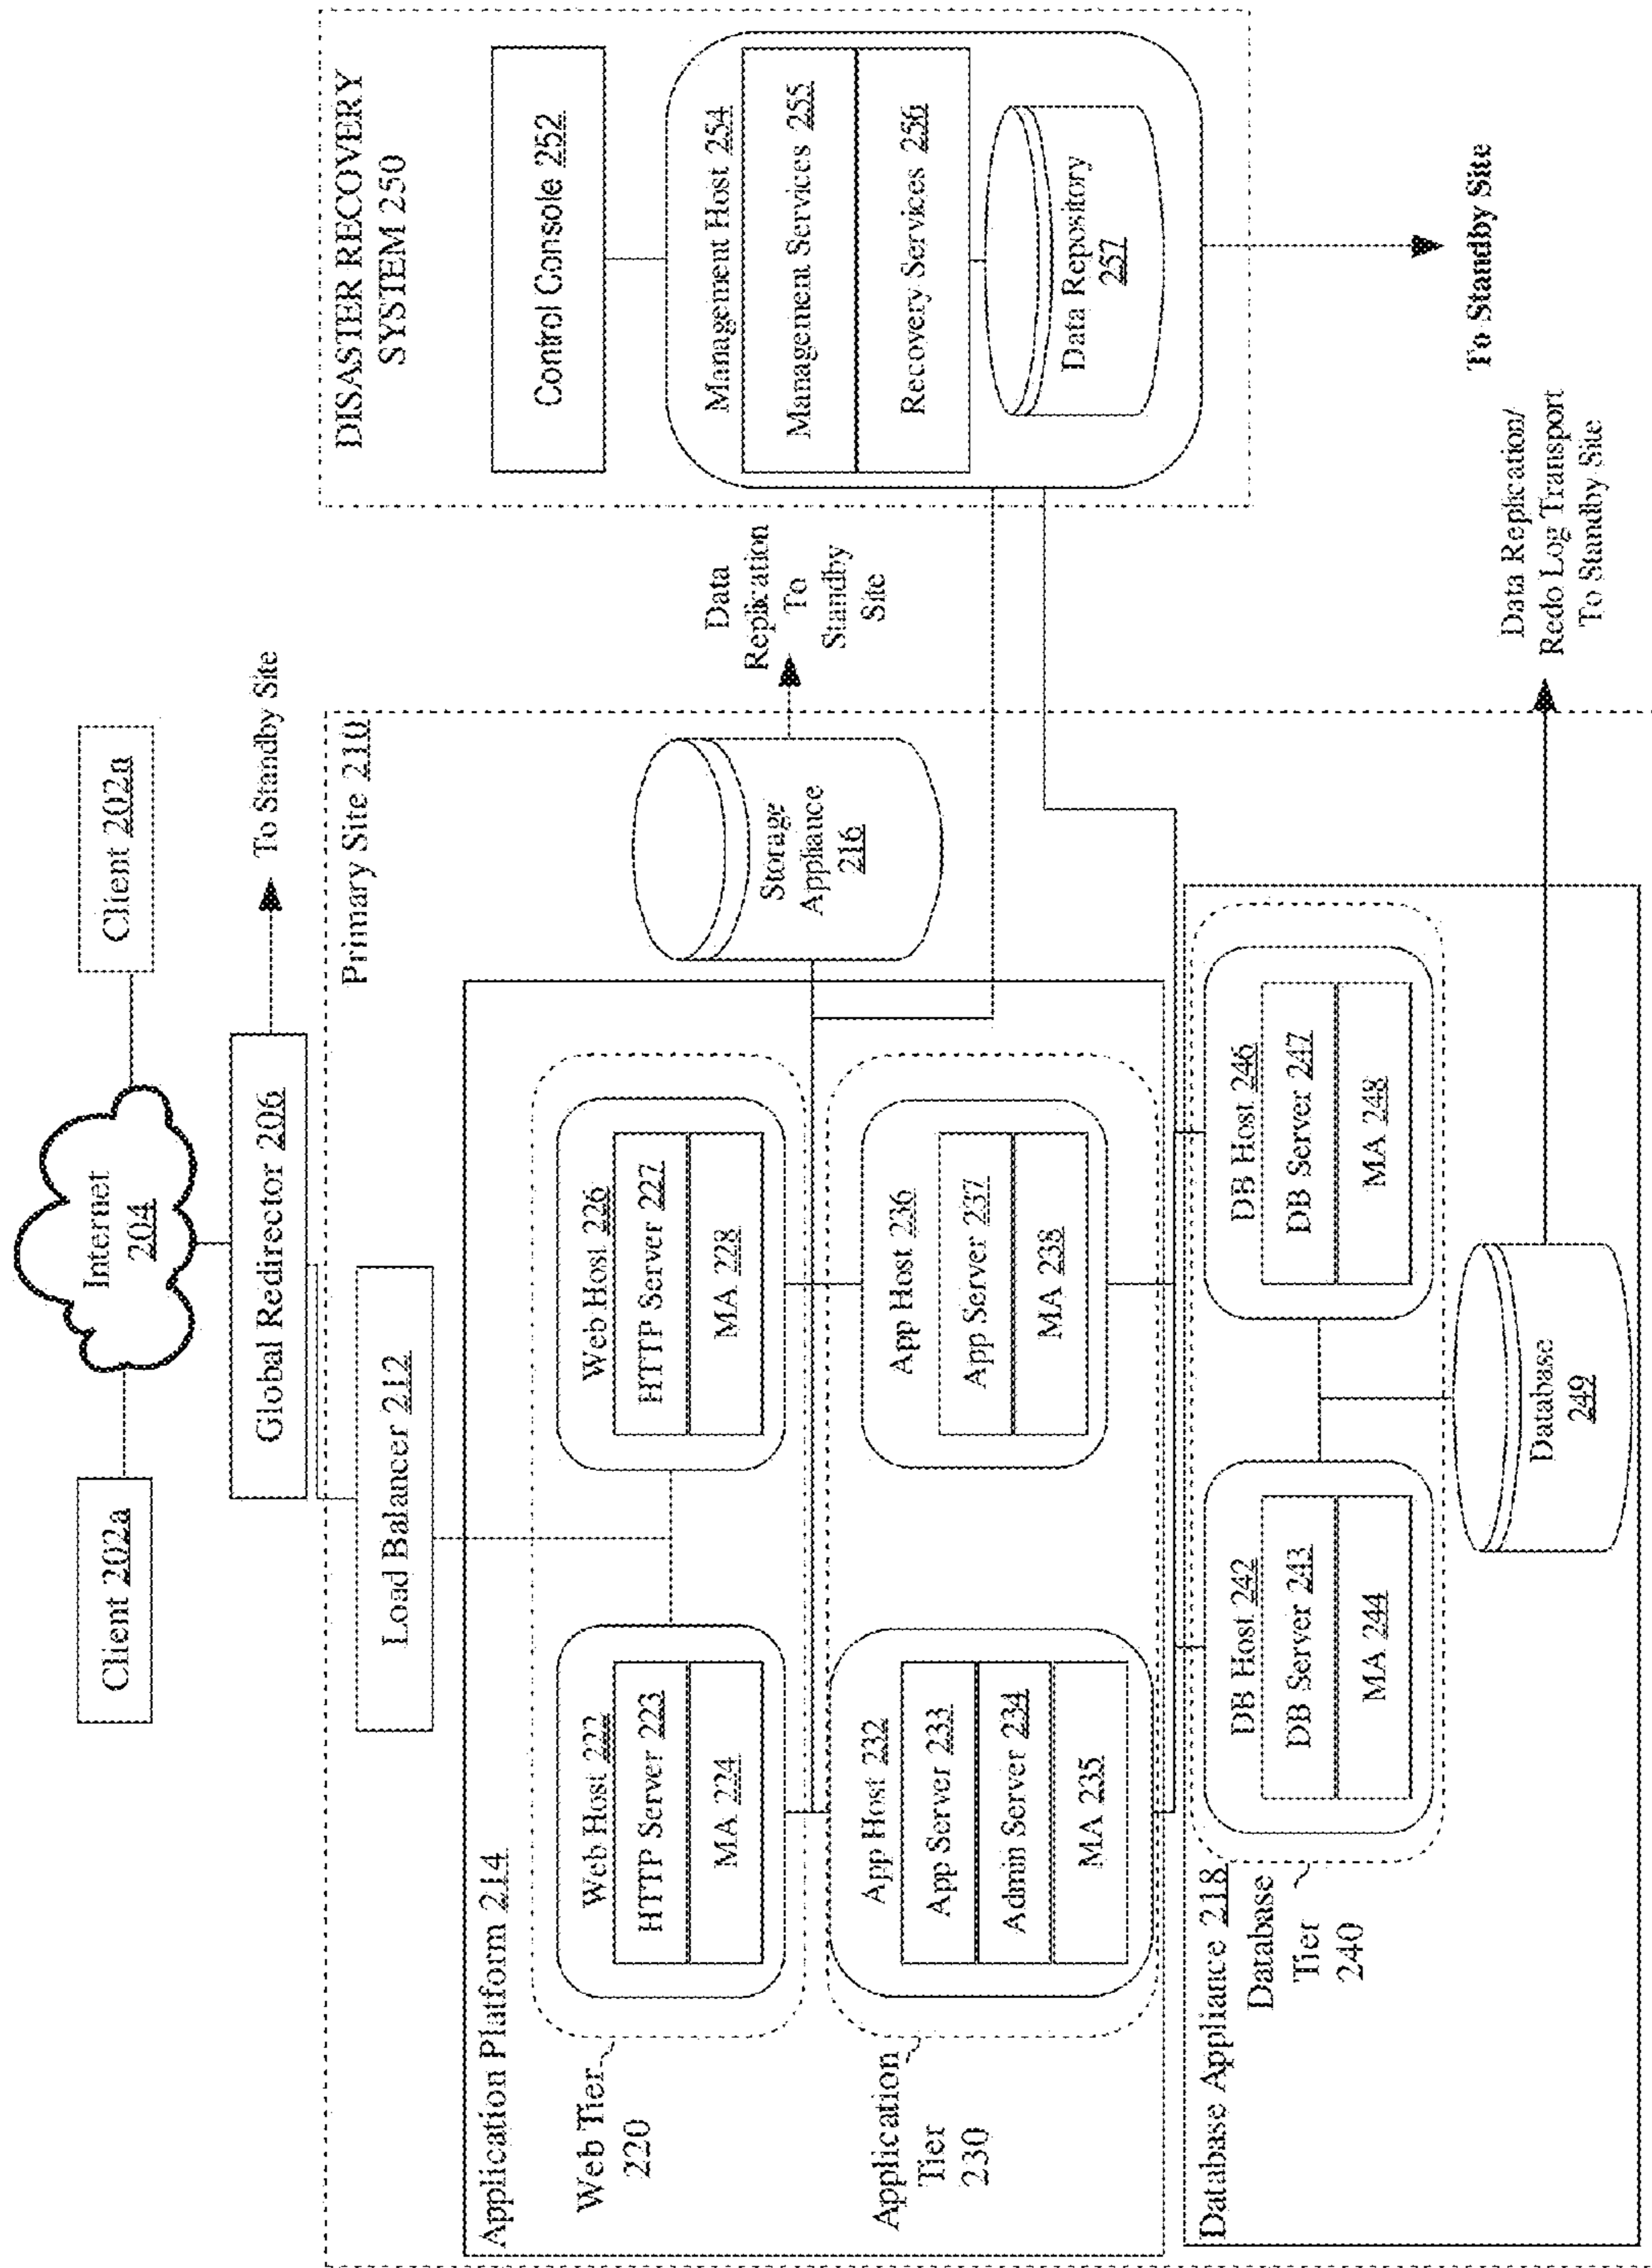 Client 202a
Internet
204
Client 202a
Global Redirector 206
To Standby Site
Primary Site 210
Load Balancer 212
Application Platform 214
Web Tier
220
Web Host 222
HTTP Server 223
MA 224
Web Host 226
HTTP Server 227
MA 228
Storage
Appliance
216
Data
Replication
To
Standby
Site
Application
Tier
230
App Host 232
App Server 233
Admin Server 234
MA 235
App Host 236
App Server 237
MA 238
Database Appliance 218
Database
Tier
240
DB Host 242
DB Server 243
MA 244
DB Host 246
DB Server 247
MA 248
Database
249
Data Replication/
Redo Log Transport
To Standby Site
DISASTER RECOVERY
SYSTEM 250
Control Console 252
Management Host 254
Management Services 255
Recovery Services 256
Data Repository
257
To Standby Site